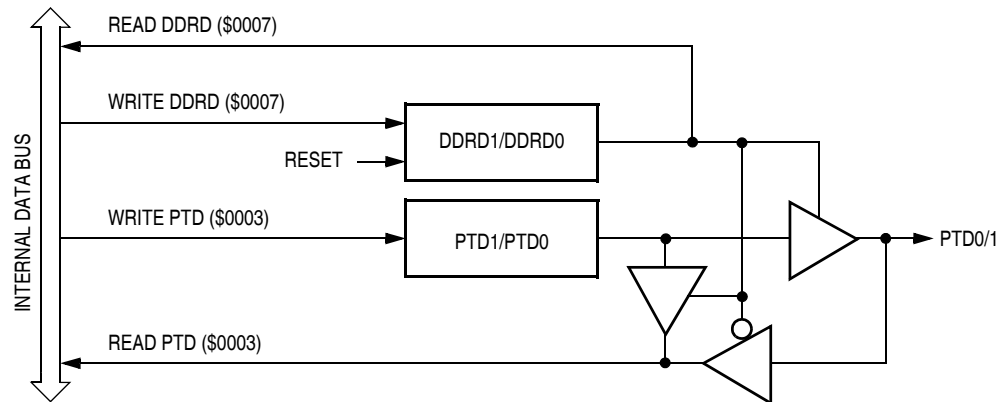 READ DDRD ($0007)
WRITE DDRD ($0007)
DDRD1/DDRD0
RESET
INTERNAL DATA BUS
WRITE PTD ($0003)
PTD1/PTD0
PTD0/1
READ PTD ($0003)